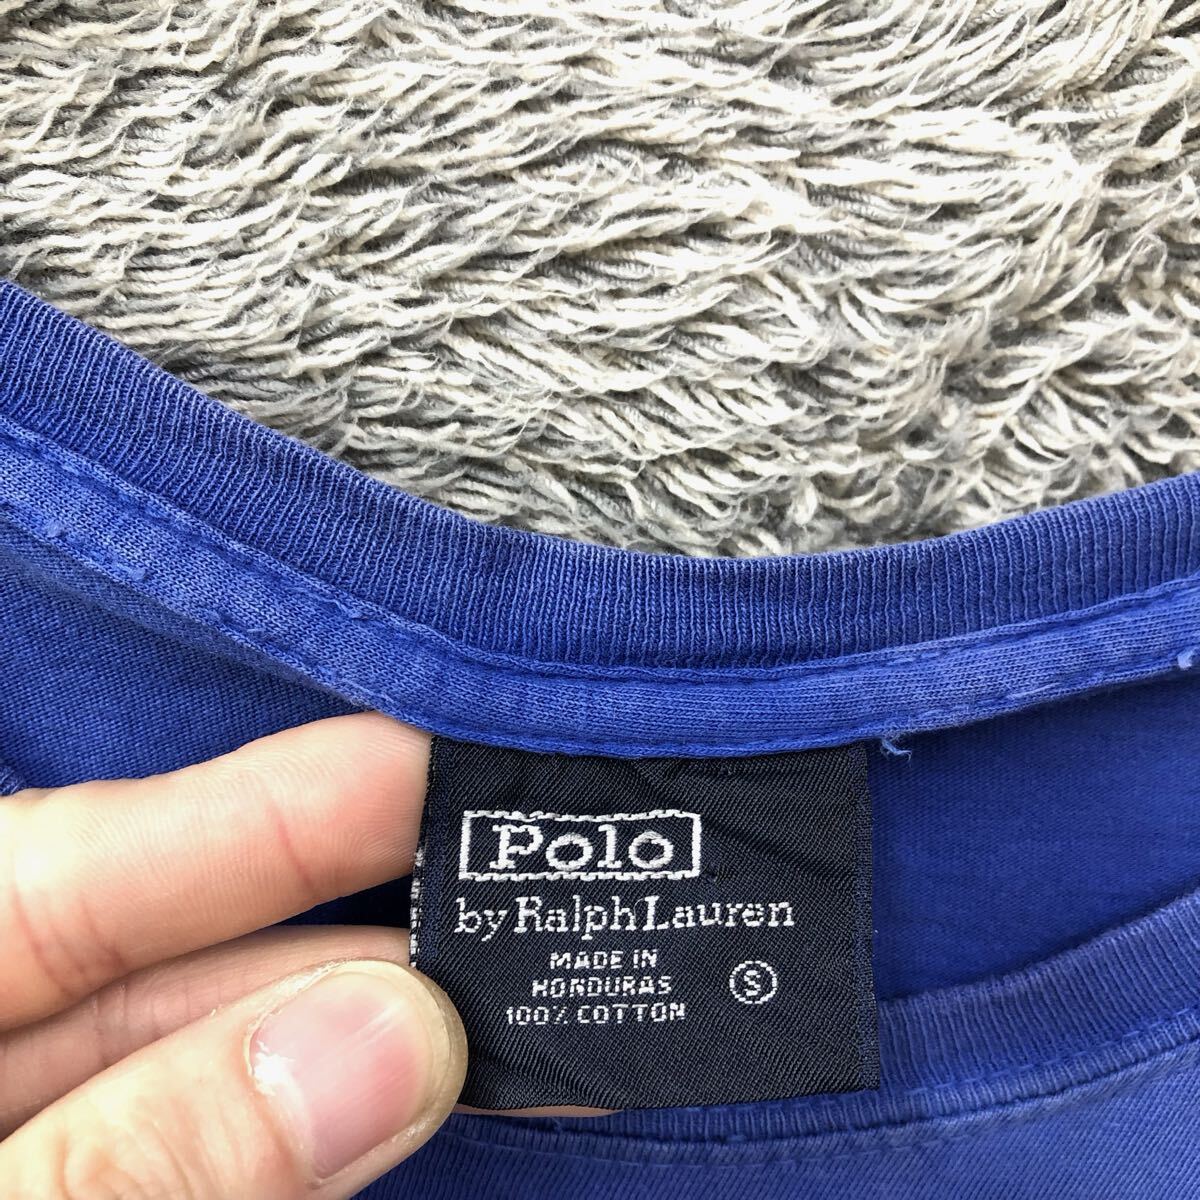 Polo
by Ralph Lauren
MADE IN
HONDURAS
100% COTTON
S